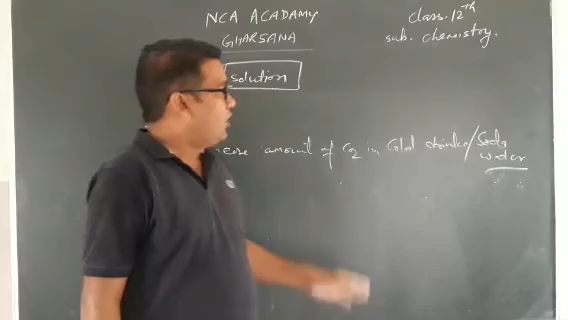 NCA ACADAMY
GHARSANA
class. 12th
sub. chemistry.
solution
amount of CO2 in Cold drinks/Soda
water